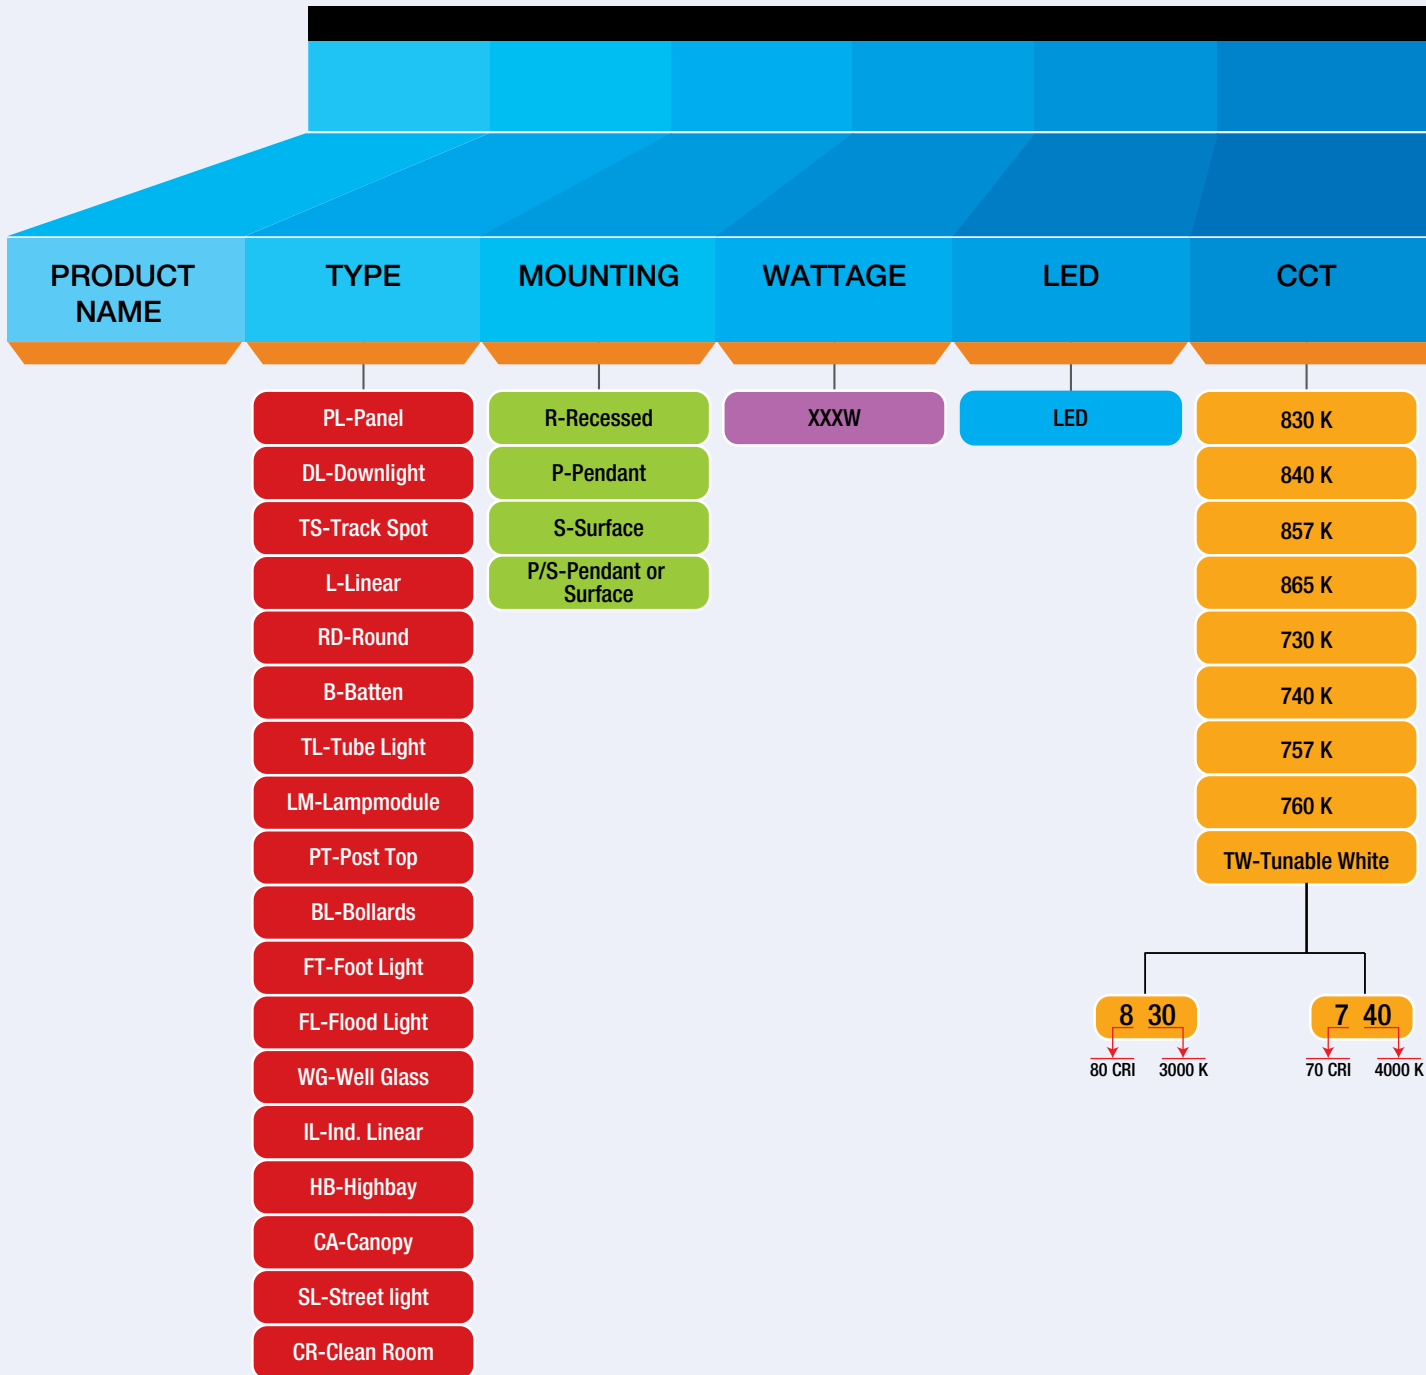 PRODUCT
NAME
TYPE
MOUNTING
WATTAGE
LED
CCT
PL-Panel
DL-Downlight
TS-Track Spot
L-Linear
RD-Round
B-Batten
TL-Tube Light
LM-Lampmodule
PT-Post Top
BL-Bollards
FT-Foot Light
FL-Flood Light
WG-Well Glass
IL-Ind. Linear
HB-Highbay
CA-Canopy
SL-Street light
CR-Clean Room
R-Recessed
P-Pendant
S-Surface
P/S-Pendant or
Surface
XXXW
LED
830 K
840 K
857 K
865 K
730 K
740 K
757 K
760 K
TW-Tunable White
8 30
80 CRI 3000 K
7 40
70 CRI 4000 K